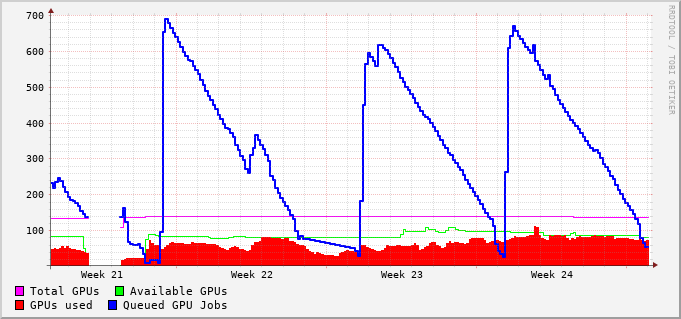 700
600
500
400
300
200
100
Week 21 Week 22 Week 23 Week 24
Total GPUs Available GPUs
GPUs used Queued GPU Jobs
RRDTOOL / TOBI OETIKER